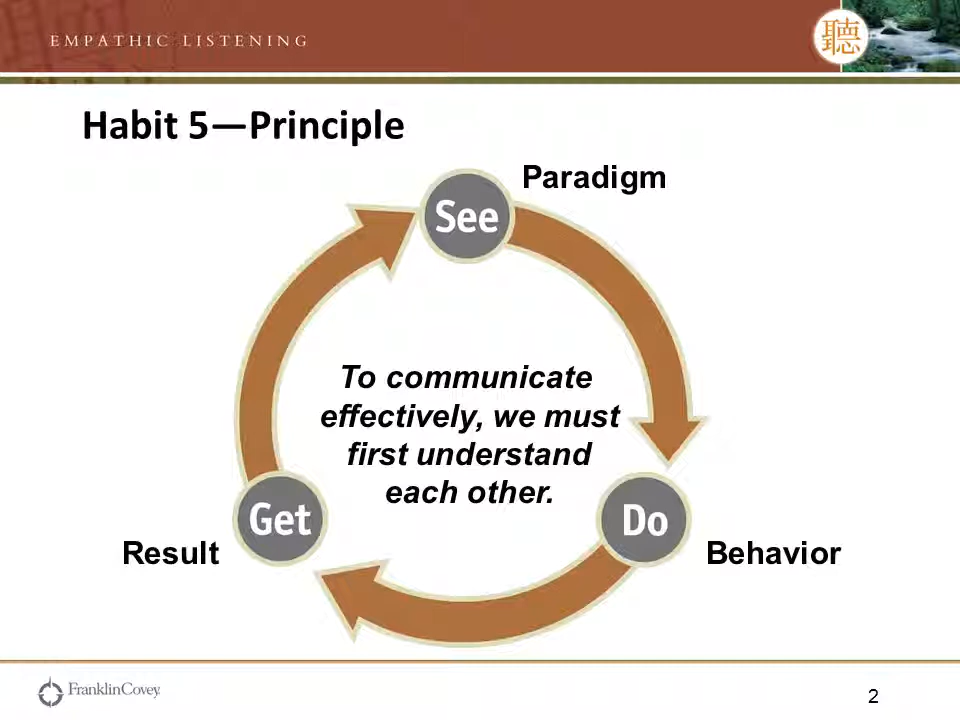 EMPATHIC LISTENING
聽
Habit 5—Principle
Paradigm
See
To communicate
effectively, we must
first understand
each other.
Get
Do
Result
Behavior
FranklinCovey
2